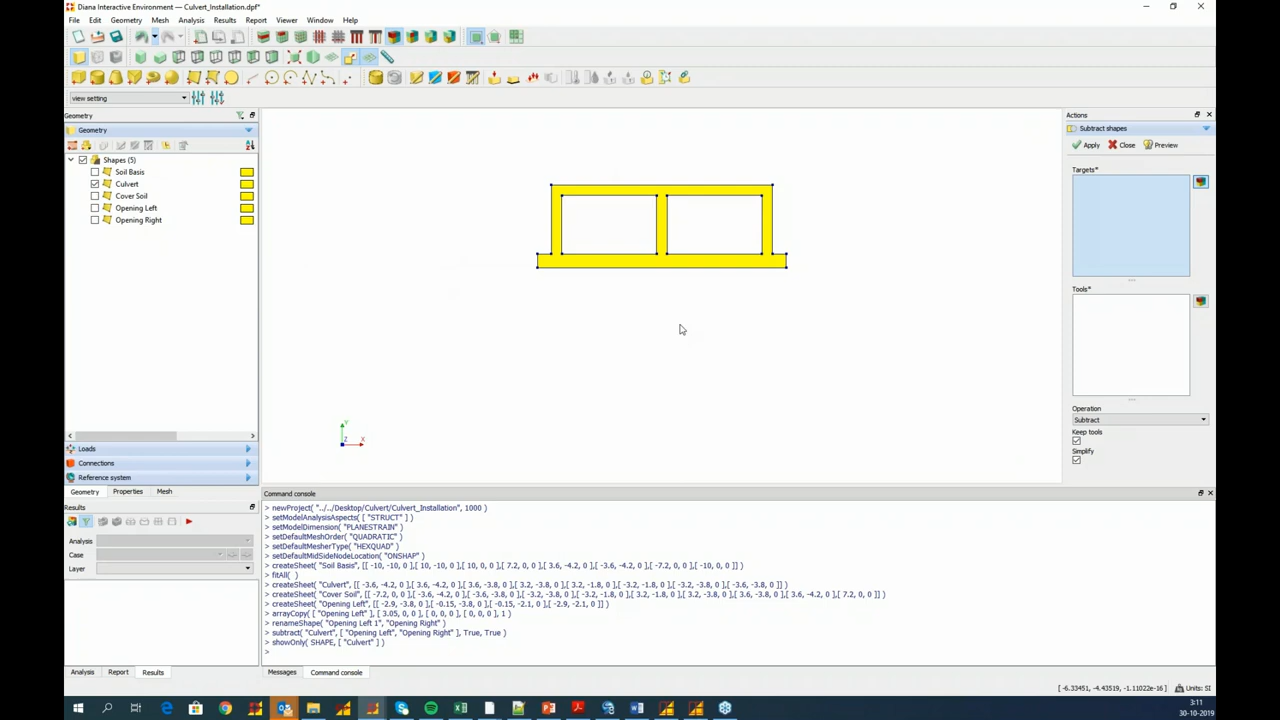 Diana Interactive Environment — Culvert_Installation.dpf*
File Edit Geometry Mesh Analysis Results Report Viewer Window Help
view setting
Geometry
Geometry
Shapes (5)
Soil Basis
Culvert
Cover Soil
Opening Left
Opening Right
Loads
Connections
Reference system
Geometry Properties Mesh
Results
Analysis
Case
Layer
Analysis Report Results
Y
Z X
Actions
Subtract shapes
Apply Close Preview
Targets*
Tools*
Operation
Subtract
Keep tools
Simplify
Command console
> newProject( "../../Desktop/Culvert/Culvert_Installation", 1000 )
> setModelAnalysisAspects( [ "STRUCT" ] )
> setModelDimension( "PLANESTRAIN" )
> setDefaultMeshOrder( "QUADRATIC" )
> setDefaultMesherType( "HEXQUAD" )
> setDefaultMidSideNodeLocation( "ONSHAP" )
> createSheet( "Soil Basis", [[ -10, -10, 0 ],[ 10, -10, 0 ],[ 10, 0, 0 ],[ 7.2, 0, 0 ],[ 3.6, -4.2, 0 ],[ -3.6, -4.2, 0 ],[ -7.2, 0, 0 ],[ -10, 0, 0 ]] )
> fitAll( )
> createSheet( "Culvert", [[ -3.6, -4.2, 0 ],[ 3.6, -4.2, 0 ],[ 3.6, -3.8, 0 ],[ 3.2, -3.8, 0 ],[ 3.2, -1.8, 0 ],[ -3.2, -1.8, 0 ],[ -3.2, -3.8, 0 ],[ -3.6, -3.8, 0 ]] )
> createSheet( "Cover Soil", [[ -7.2, 0, 0 ],[ -3.6, -4.2, 0 ],[ -3.6, -3.8, 0 ],[ -3.2, -3.8, 0 ],[ -3.2, -1.8, 0 ],[ 3.2, -1.8, 0 ],[ 3.2, -3.8, 0 ],[ 3.6, -3.8, 0 ],[ 3.6, -4.2, 0 ],[ 7.2, 0, 0 ]] )
> createSheet( "Opening Left", [[ -2.9, -3.8, 0 ],[ -0.15, -3.8, 0 ],[ -0.15, -2.1, 0 ],[ -2.9, -2.1, 0 ]] )
> arrayCopy( [ "Opening Left" ], [ 3.05, 0, 0 ], [ 0, 0, 0 ], [ 0, 0, 0 ], 1 )
> renameShape( "Opening Left 1", "Opening Right" )
> subtract( "Culvert", [ "Opening Left", "Opening Right" ], True, True )
> showOnly( SHAPE, [ "Culvert" ] )
>
Messages Command console
[ -6.33451, -4.43519, -1.11022e-16 ] Units: SI
3:11
30-10-2019